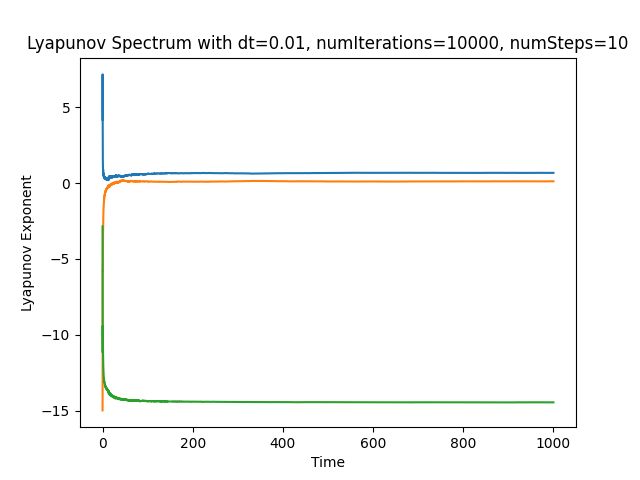 Lyapunov Spectrum with dt=0.01, numIterations=10000, numSteps=10
5
0
−5
−10
−15
Lyapunov Exponent
0 200 400 600 800 1000
Time